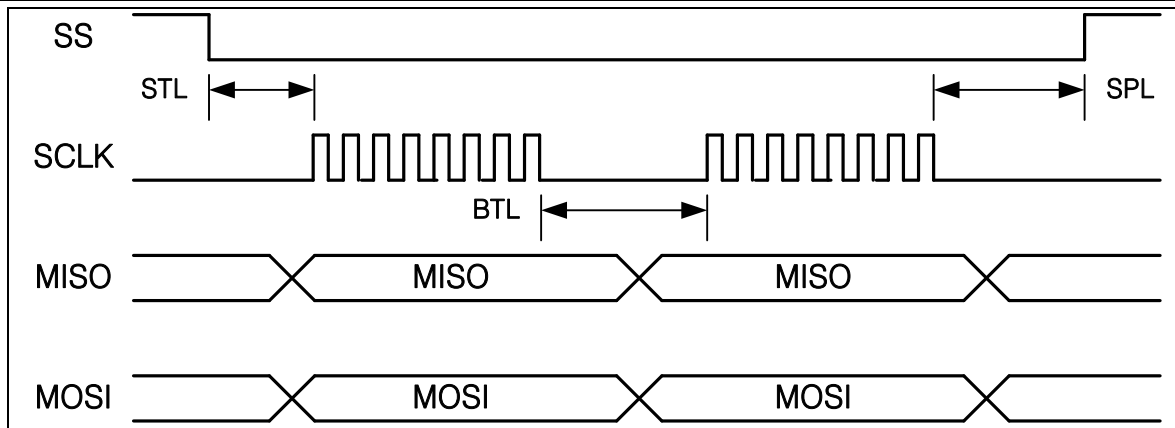 SS
STL SPL
SCLK
BTL
MISO MISO MISO
MOSI MOSI MOSI